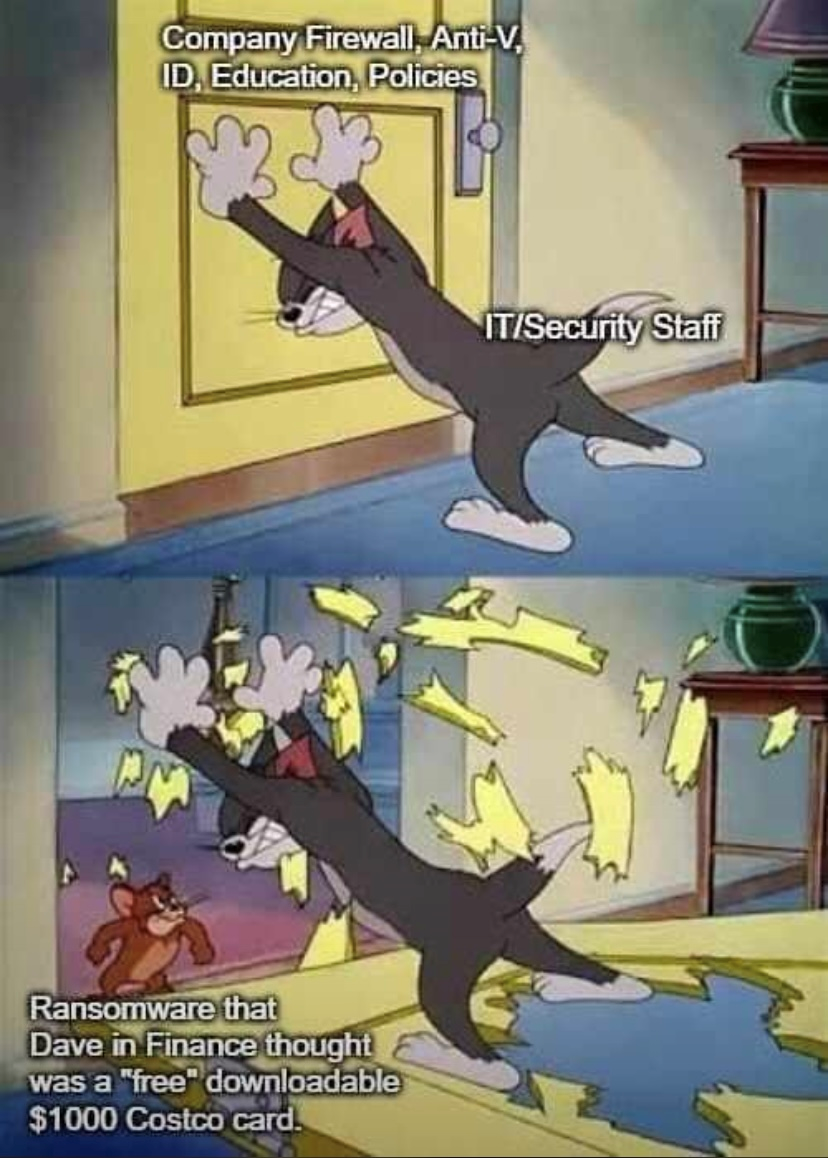 Company Firewall, Anti-V,
ID, Education, Policies
IT/Security Staff
Ransomware that
Dave in Finance thought
was a "free" downloadable
$1000 Costco card.